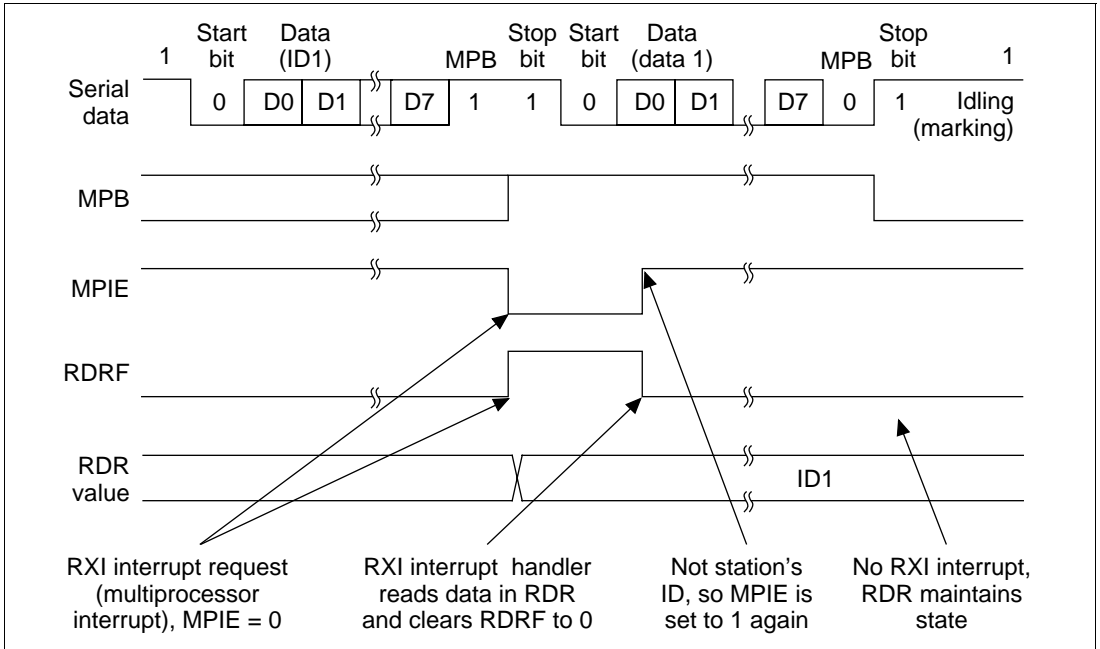 Start Data Stop Start Data Stop
1 bit (ID1) MPB bit bit (data 1) MPB bit 1
Serial data 0 D0 D1 D7 1 1 0 D0 D1 D7 0 1 Idling (marking)
MPB
MPIE
RDRF
RDR
value
ID1
RXI interrupt request
(multiprocessor
interrupt), MPIE = 0
RXI interrupt handler
reads data in RDR
and clears RDRF to 0
Not station's
ID, so MPIE is
set to 1 again
No RXI interrupt,
RDR maintains
state